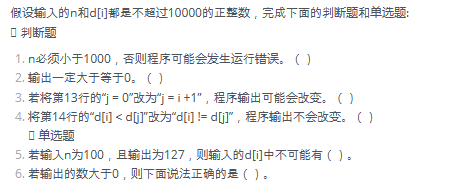 假设输入的n和d[i]都是不超过10000的正整数，完成下面的判断题和单选题:
 判断题
1. n必须小于1000，否则程序可能会发生运行错误。（ ）
2. 输出一定大于等于0。（ ）
3. 若将第13行的“j = 0”改为“j = i +1”，程序输出可能会改变。（ ）
4. 将第14行的“d[i] < d[j]”改为“d[i] != d[j]”，程序输出不会改变。（ ）
 单选题
5. 若输入n为100，且输出为127，则输入的d[i]中不可能有（ ）。
6. 若输出的数大于0，则下面说法正确的是（ ）。